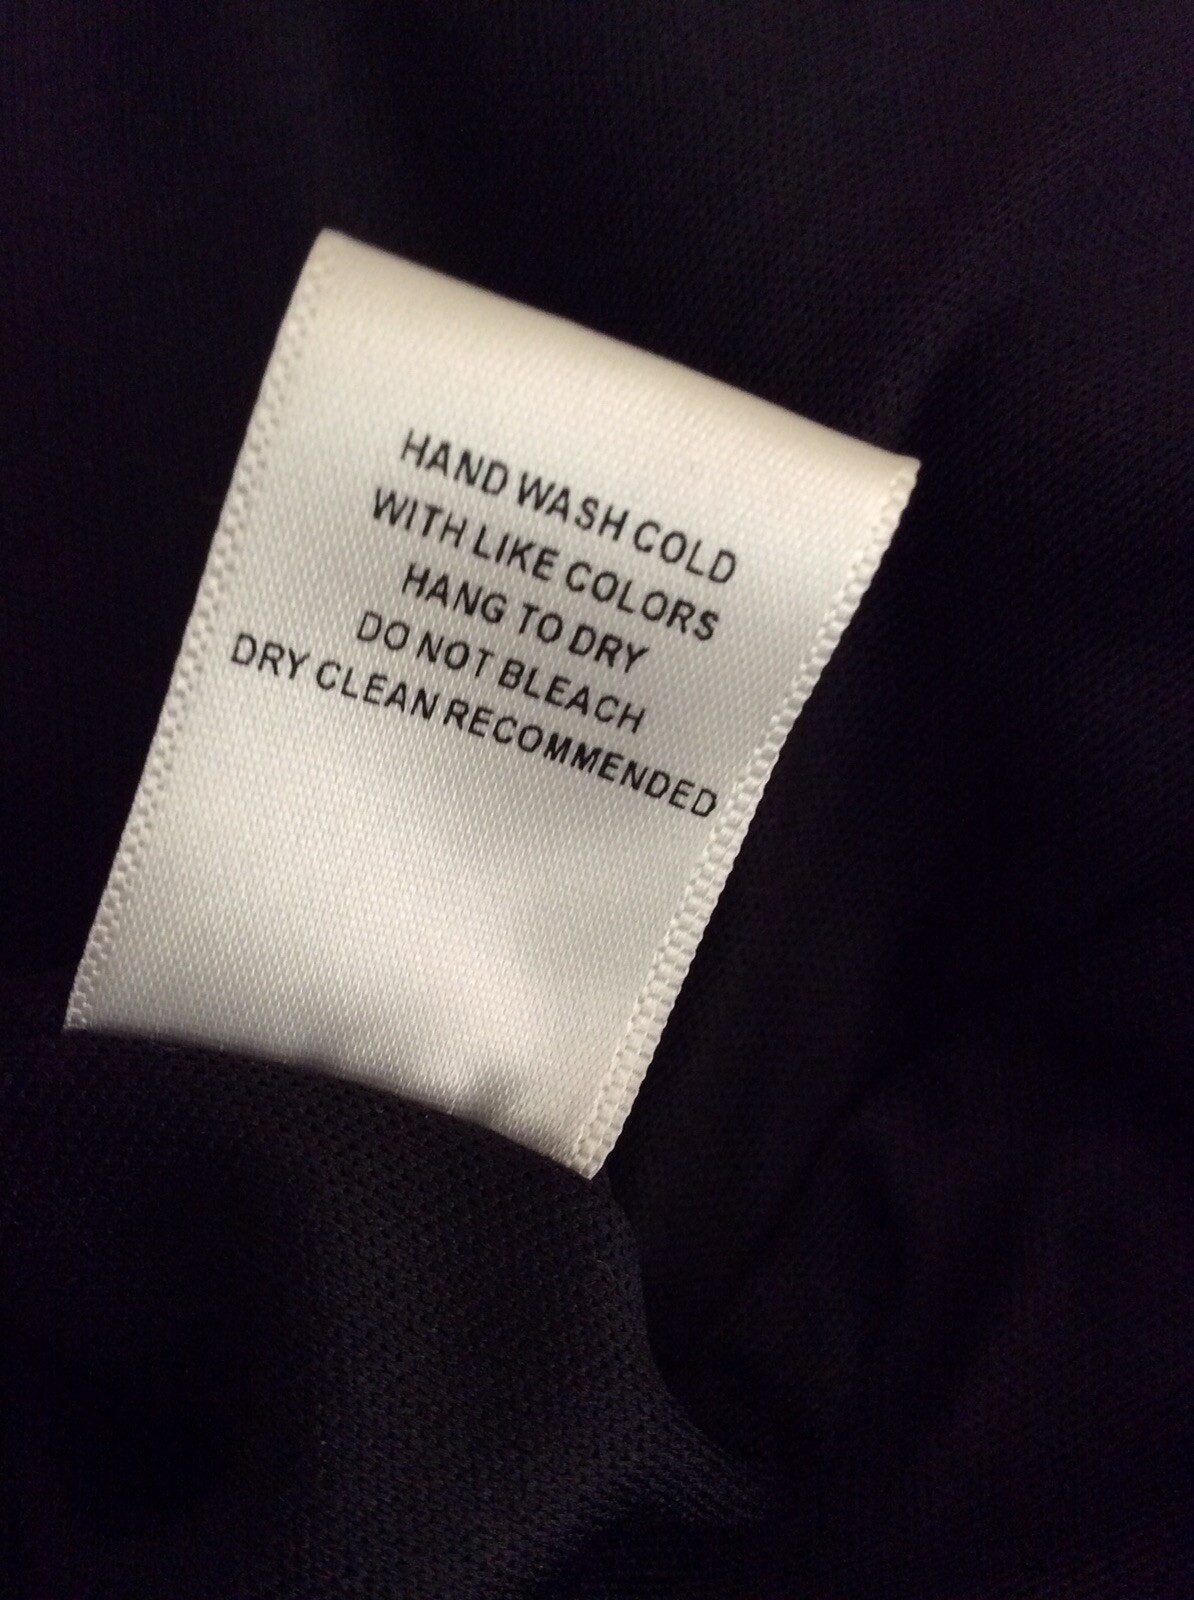 HAND WASH COLD
WITH LIKE COLORS
HANG TO DRY
DO NOT BLEACH
DRY CLEAN RECOMMENDED